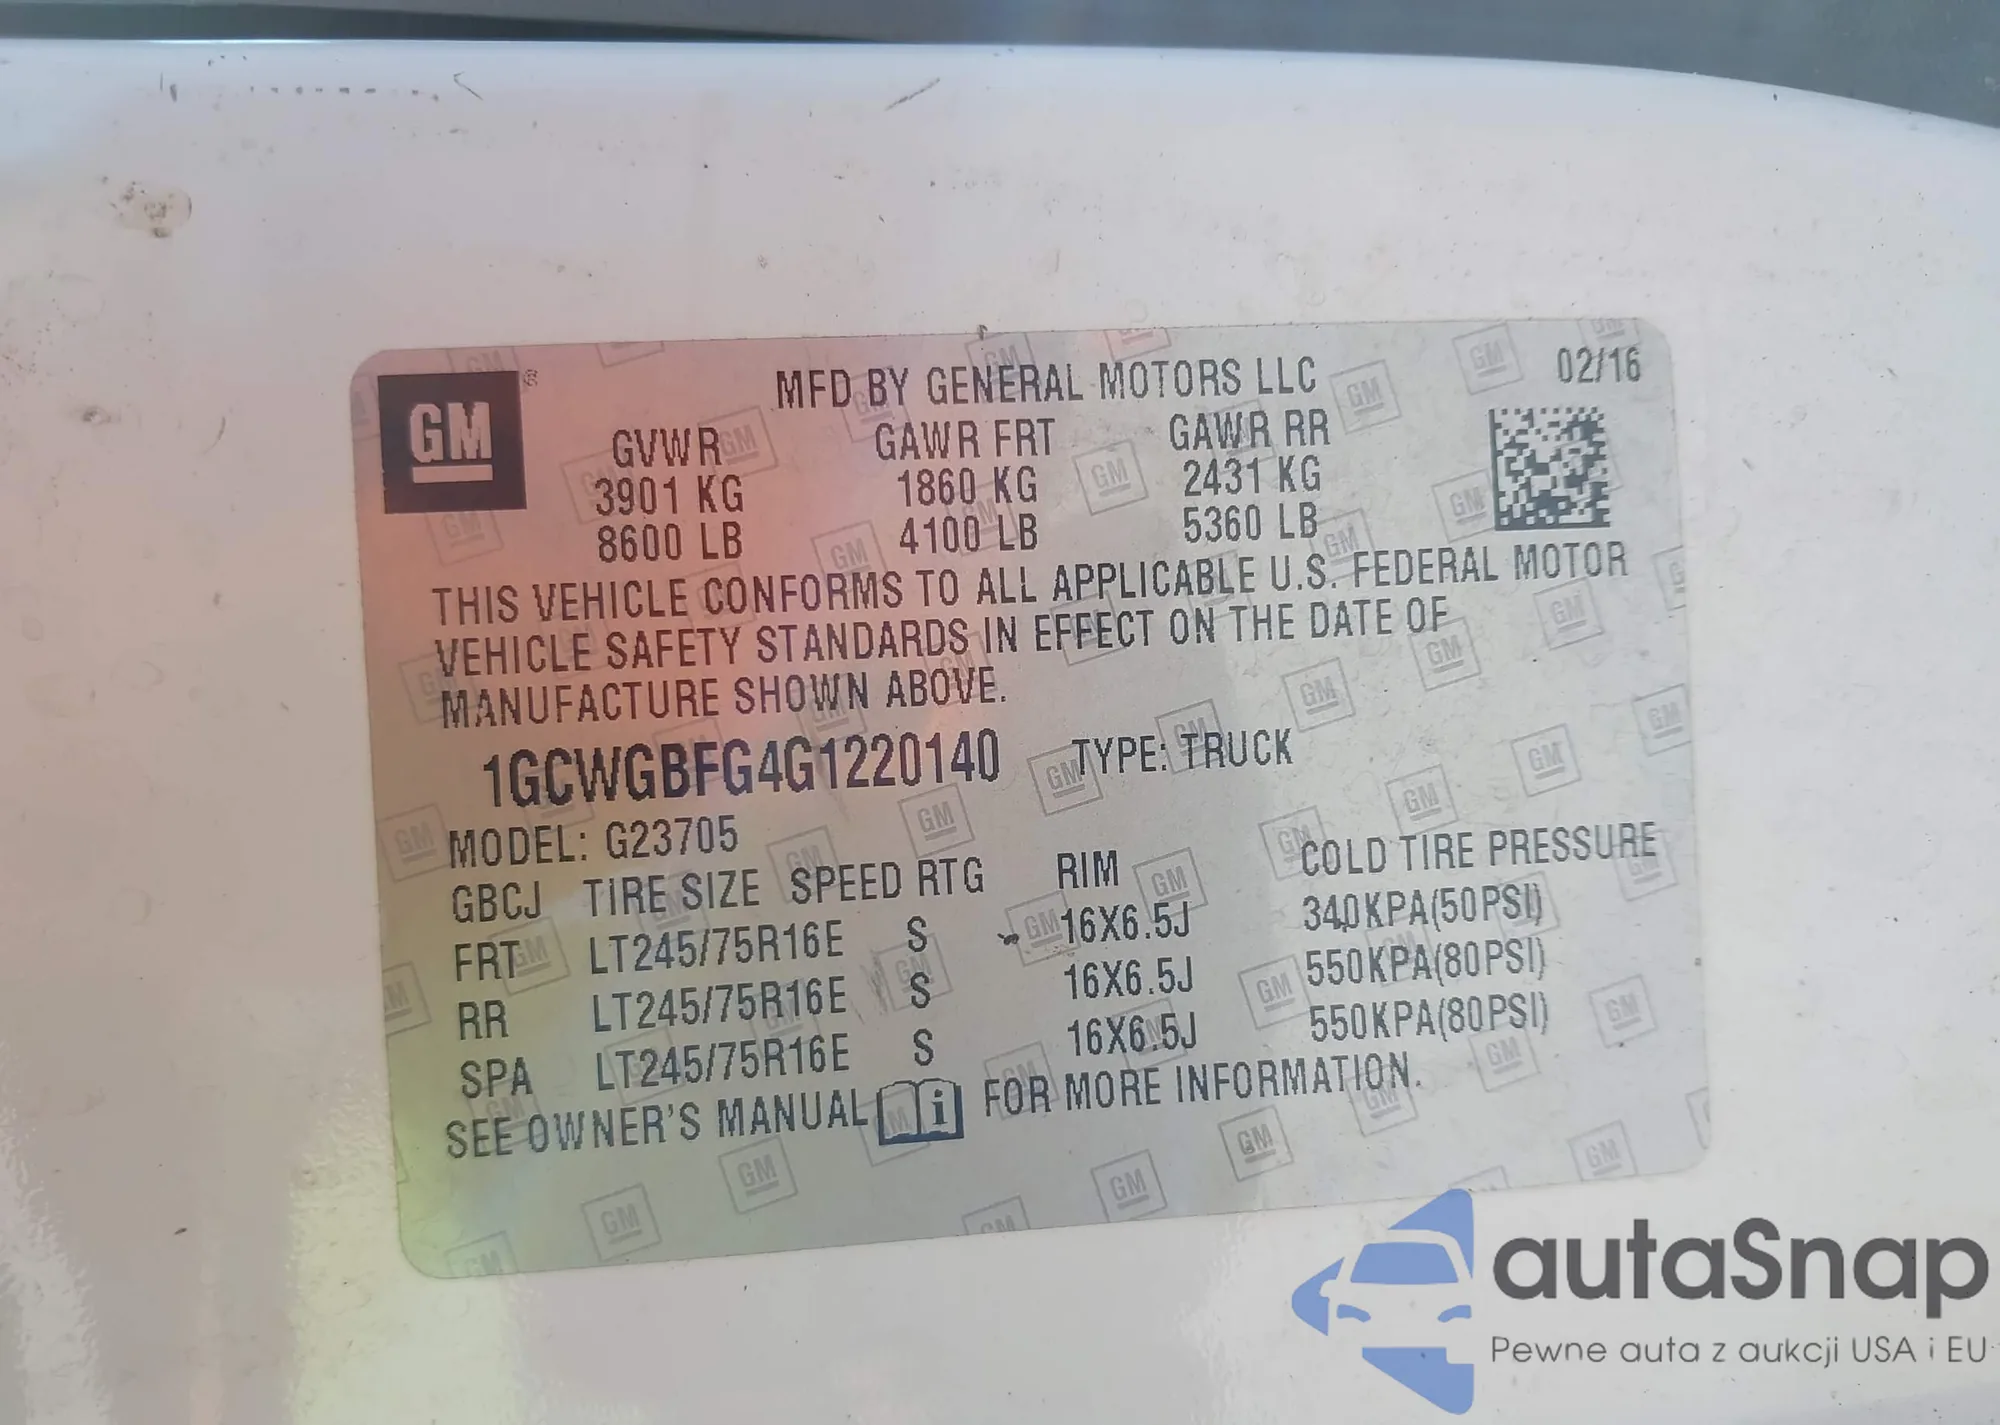 GM ®
MFD BY GENERAL MOTORS LLC 02/16
GVWR GAWR FRT GAWR RR
3901 KG 1860 KG 2431 KG
8600 LB 4100 LB 5360 LB
THIS VEHICLE CONFORMS TO ALL APPLICABLE U.S. FEDERAL MOTOR
VEHICLE SAFETY STANDARDS IN EFFECT ON THE DATE OF
MANUFACTURE SHOWN ABOVE.
1GCWGBFG4G1220140 TYPE: TRUCK
MODEL: G23705
GBCJ TIRE SIZE SPEED RTG RIM COLD TIRE PRESSURE
FRT LT245/75R16E S 16X6.5J 340KPA(50PSI)
RR LT245/75R16E S 16X6.5J 550KPA(80PSI)
SPA LT245/75R16E S 16X6.5J 550KPA(80PSI)
SEE OWNER'S MANUAL i FOR MORE INFORMATION.
autaSnap
Pewne auta z aukcji USA i EU